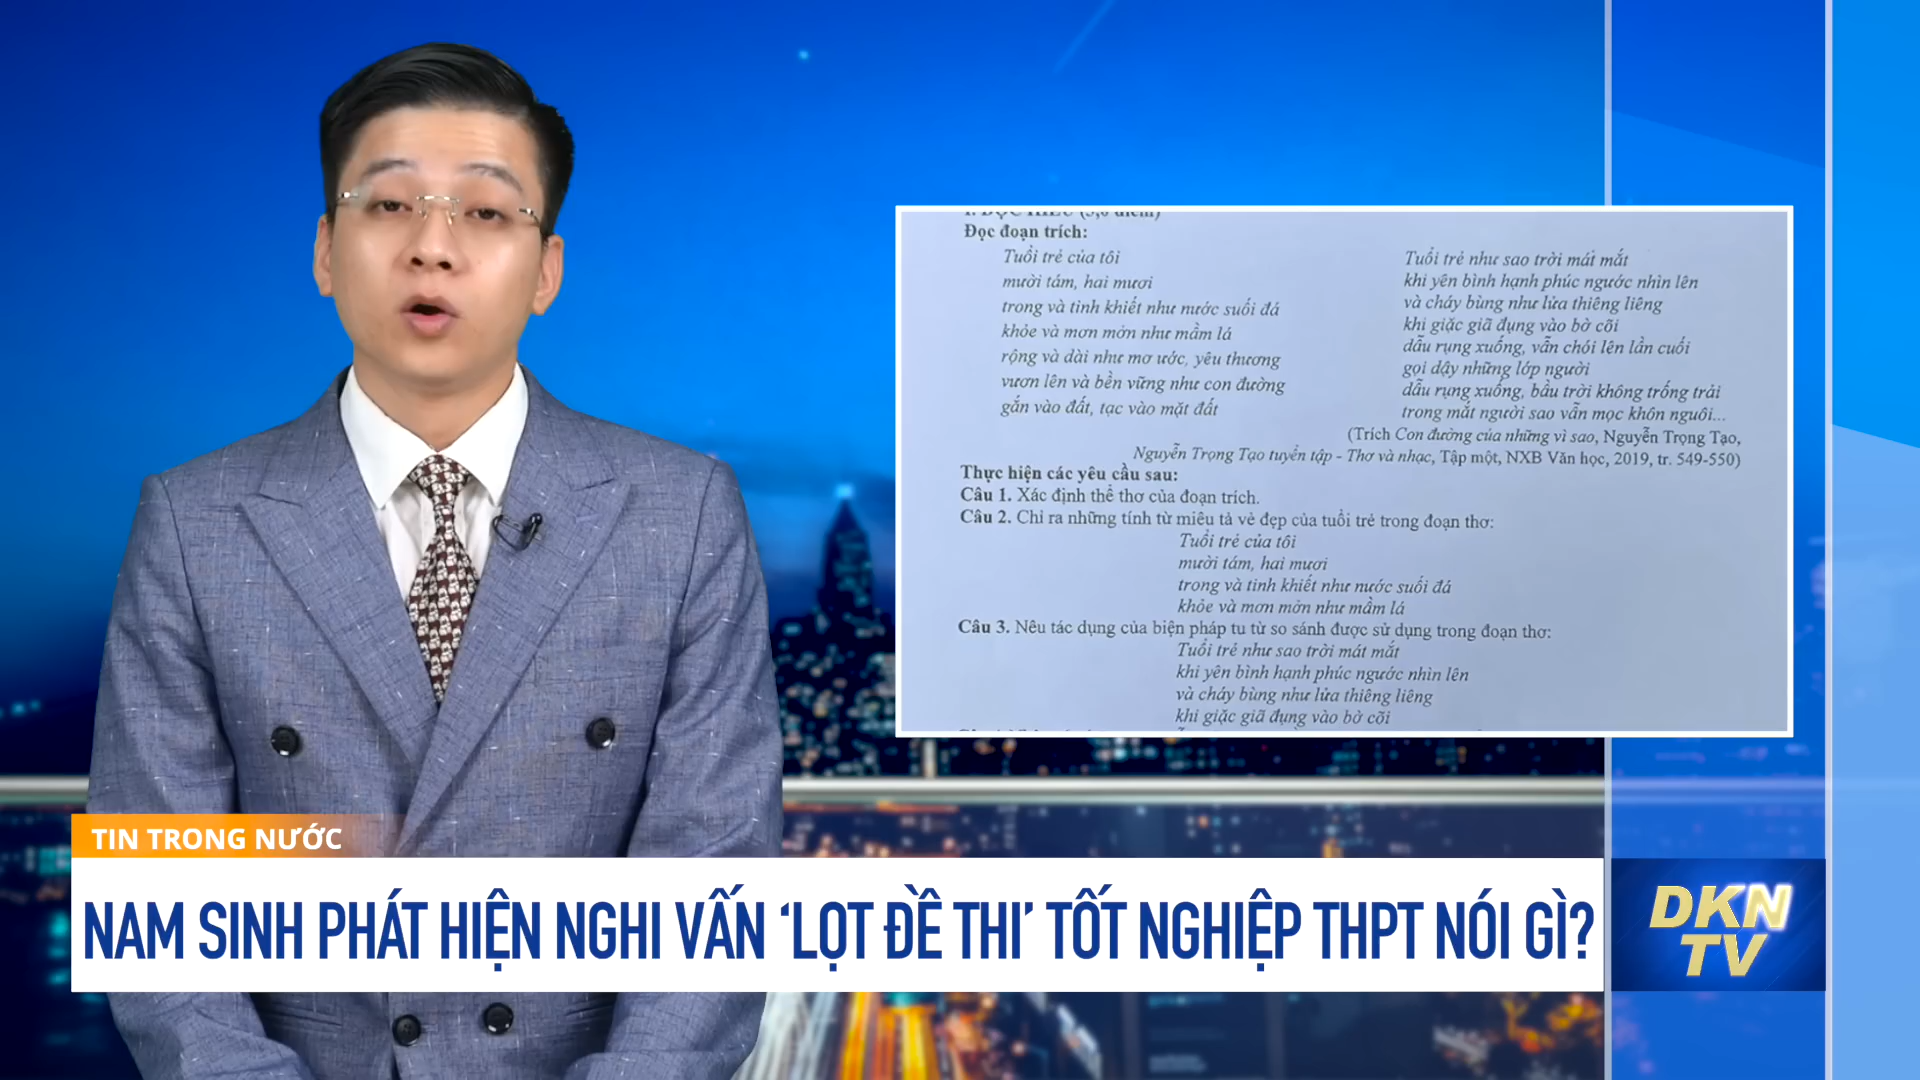 I. ĐỌC HIỂU (3,0 điểm)
Đọc đoạn trích:
Tuổi trẻ của tôi
mười tám, hai mươi
trong và tinh khiết như nước suối đá
khỏe và mơn mởn như mầm lá
rộng và dài như mơ ước, yêu thương
vươn lên và bền vững như con đường
gắn vào đất, tạc vào mặt đất
Tuổi trẻ như sao trời mát mắt
khi yên bình hạnh phúc ngước nhìn lên
và cháy bùng như lửa thiêng liêng
khi giặc giã đụng vào bờ cõi
dẫu rụng xuống, vẫn chói lên lần cuối
gọi dậy những lớp người
dẫu rụng xuống, bầu trời không trống trải
trong mắt người sao vẫn mọc khôn nguôi...
(Trích Con đường của những vì sao, Nguyễn Trọng Tạo,
Nguyễn Trọng Tạo tuyển tập - Thơ và nhạc, Tập một, NXB Văn học, 2019, tr. 549-550)
Thực hiện các yêu cầu sau:
Câu 1. Xác định thể thơ của đoạn trích.
Câu 2. Chỉ ra những tính từ miêu tả vẻ đẹp của tuổi trẻ trong đoạn thơ:
Tuổi trẻ của tôi
mười tám, hai mươi
trong và tinh khiết như nước suối đá
khỏe và mơn mởn như mầm lá
Câu 3. Nêu tác dụng của biện pháp tu từ so sánh được sử dụng trong đoạn thơ:
Tuổi trẻ như sao trời mát mắt
khi yên bình hạnh phúc ngước nhìn lên
và cháy bùng như lửa thiêng liêng
khi giặc giã đụng vào bờ cõi
TIN TRONG NƯỚC
NAM SINH PHÁT HIỆN NGHI VẤN ‘LỌT ĐỀ THI’ TỐT NGHIỆP THPT NÓI GÌ?
DKN
TV